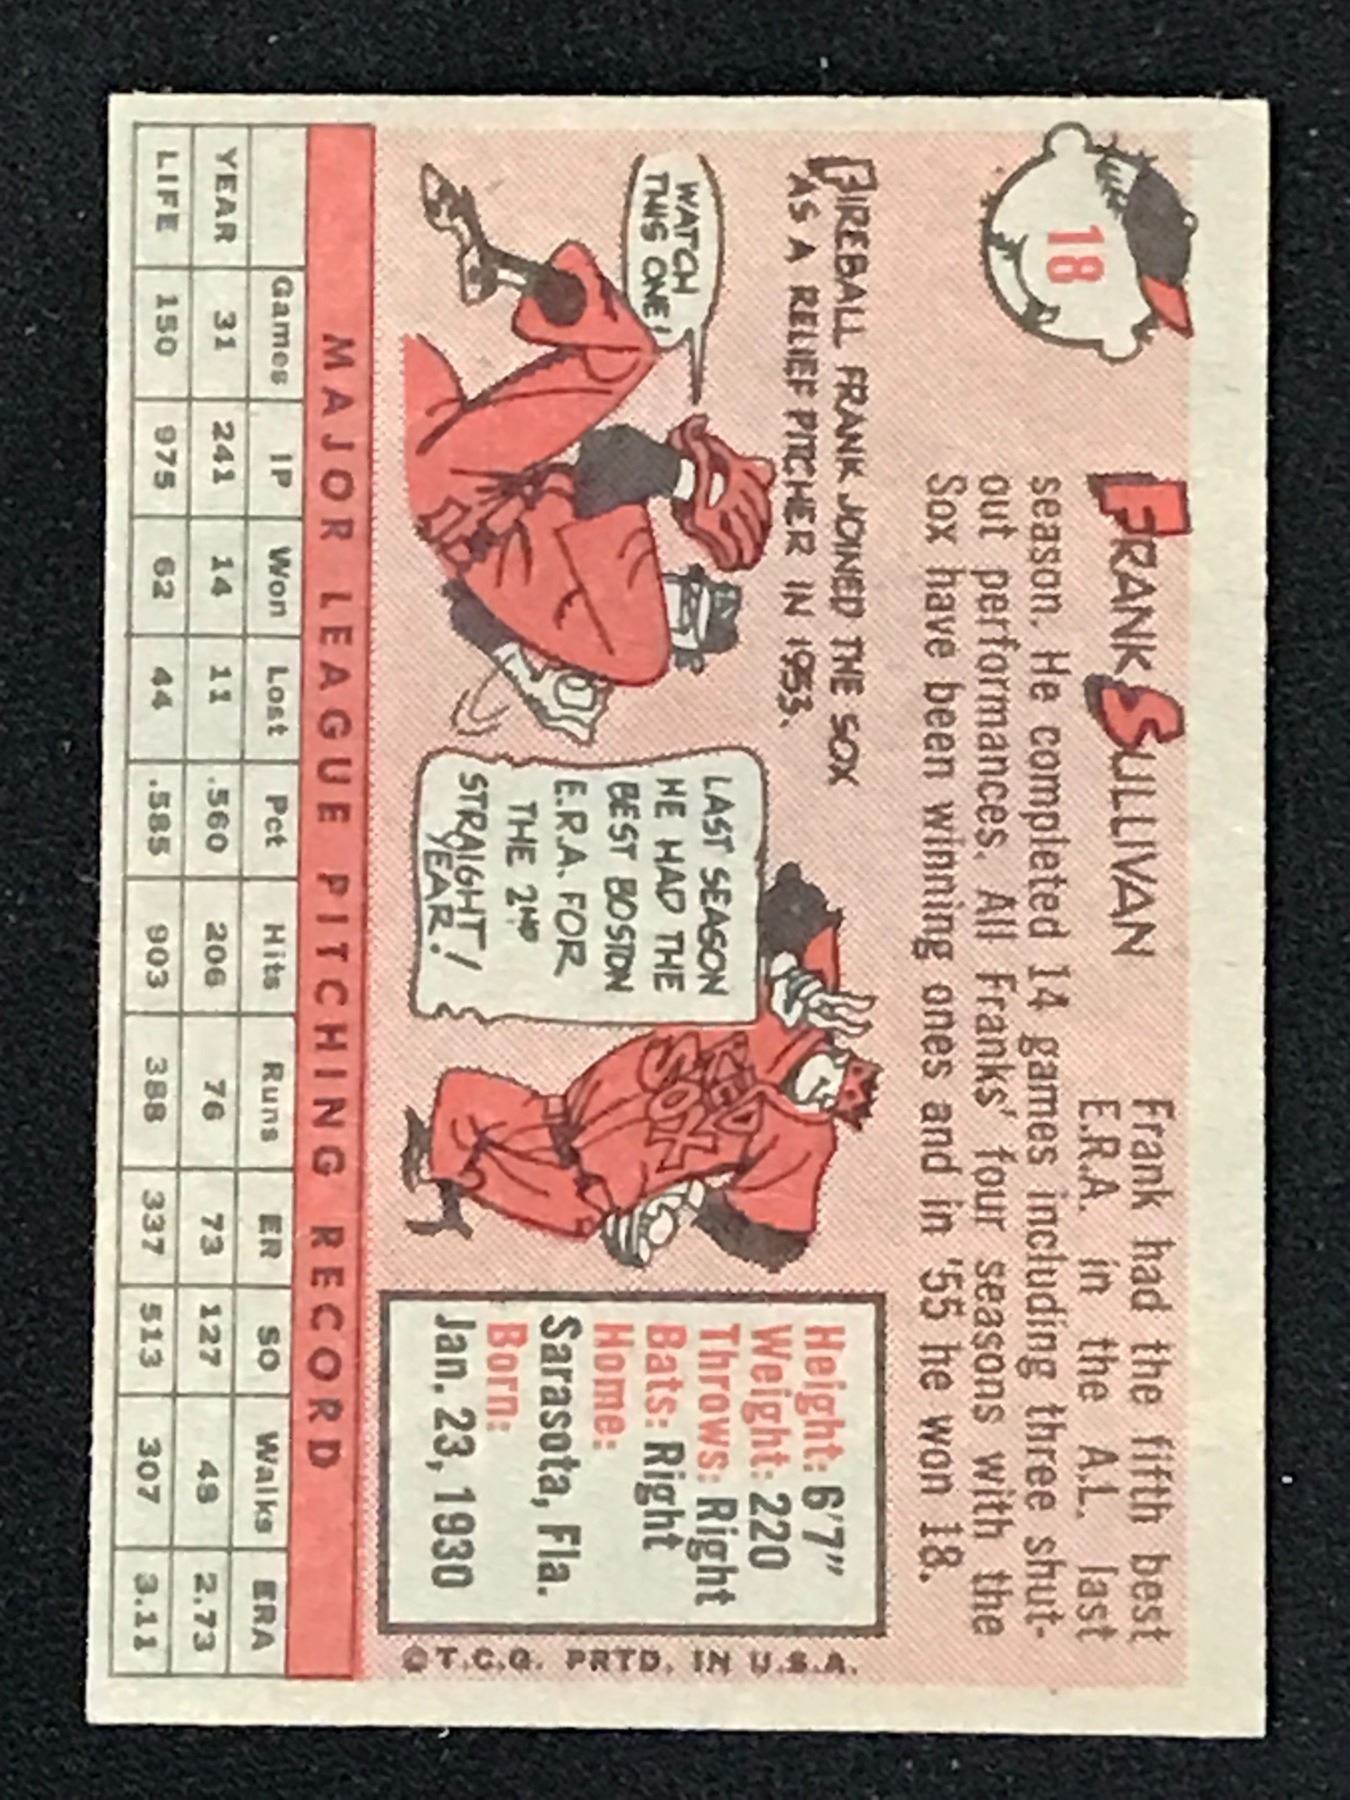 18
FRANK SULLIVAN
Frank had the fifth best
E.R.A. in the A.L. last
season. He completed 14 games including three shut-
out performances. All Franks' four seasons with the
Sox have been winning ones and in '55 he won 18.
FIREBALL FRANK JOINED THE SOX
AS A RELIEF PITCHER IN 1953.
WATCH
THIS ONE!
LAST SEASON
HE HAD THE
BEST BOSTON
E.R.A. FOR
THE 2ND
STRAIGHT
YEAR!
RED
SOX
Height: 6'7"
Weight: 220
Throws: Right
Bats: Right
Home:
Sarasota, Fla.
Born:
Jan. 23, 1930
© T.C.G. PRTD. IN U.S.A.
MAJOR LEAGUE PITCHING RECORD
Games IP Won Lost Pct Hits Runs ER SO Walks ERA
YEAR 31 241 14 11 .560 206 76 73 127 48 2.73
LIFE 150 975 62 44 .585 903 388 337 513 307 3.11